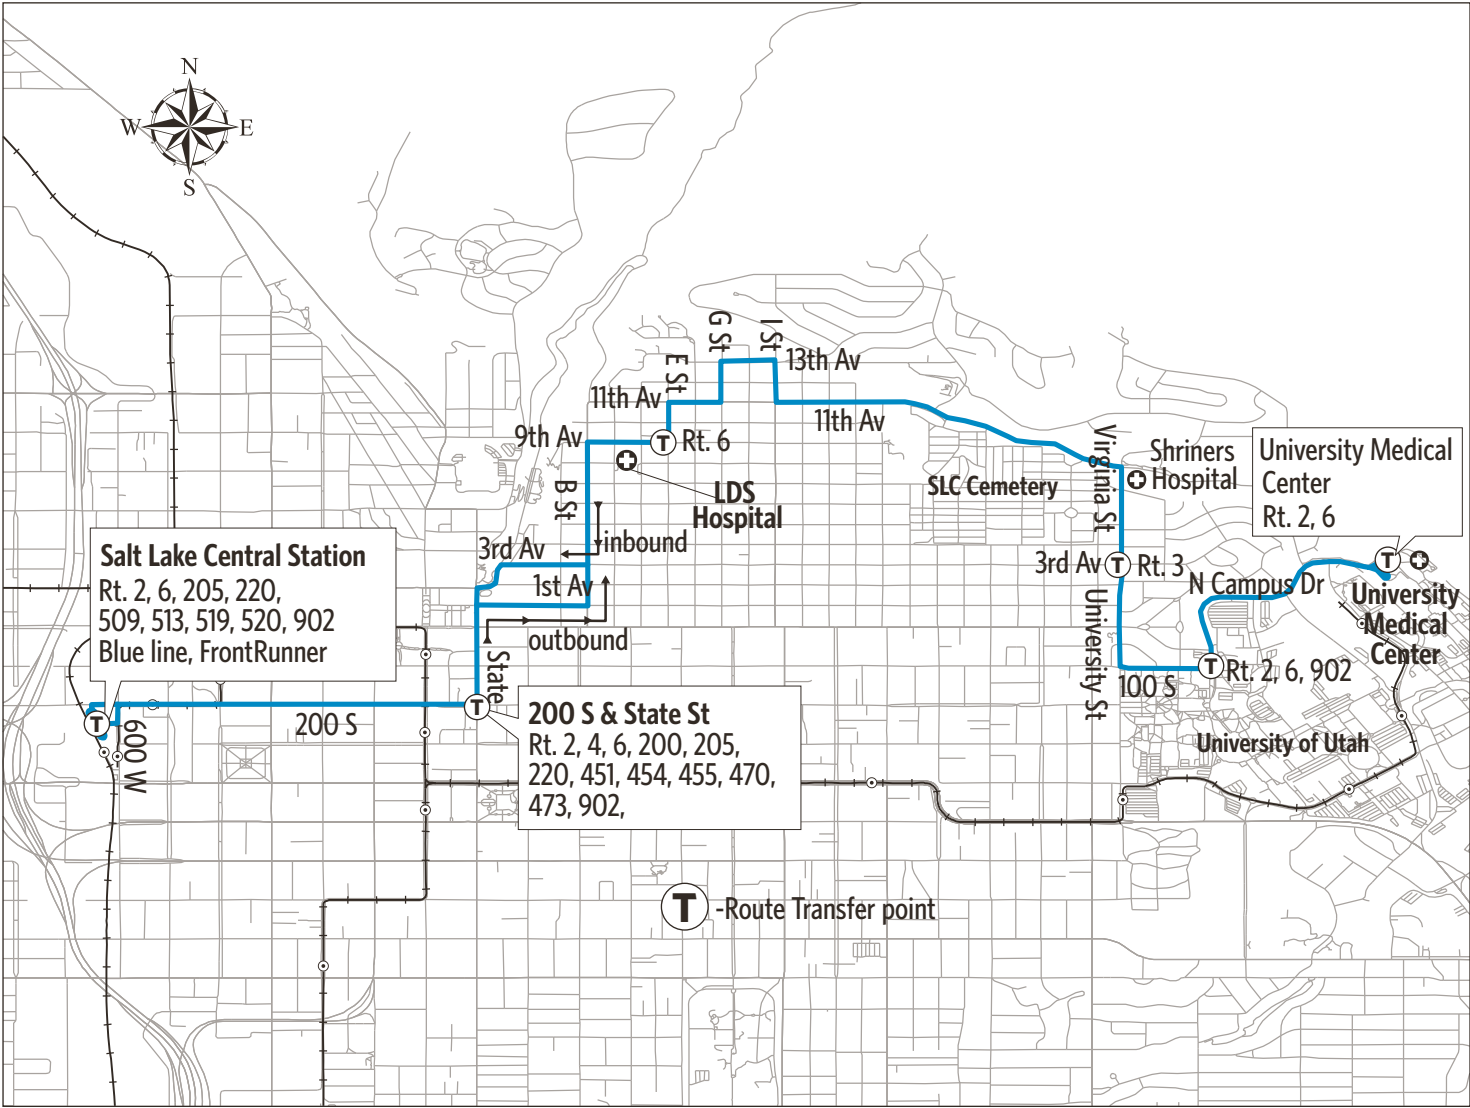 N
W
E
S
G St
I St
13th Av
E St
11th Av
11th Av
9th Av
Rt. 6
Virginia St
Shriners
Hospital
University Medical
Center
Rt. 2, 6
B St
LDS
Hospital
SLC Cemetery
inbound
3rd Av
Salt Lake Central Station
Rt. 2, 6, 205, 220,
509, 513, 519, 520, 902
Blue line, FrontRunner
1st Av
3rd Av
Rt. 3
N Campus Dr
University
Medical
Center
outbound
University St
State
Rt. 2, 6, 902
100 S
200 S
600 W
200 S & State St
Rt. 2, 4, 6, 200, 205,
220, 451, 454, 455, 470,
473, 902,
University of Utah
T
T
T
T
T
T
T -Route Transfer point